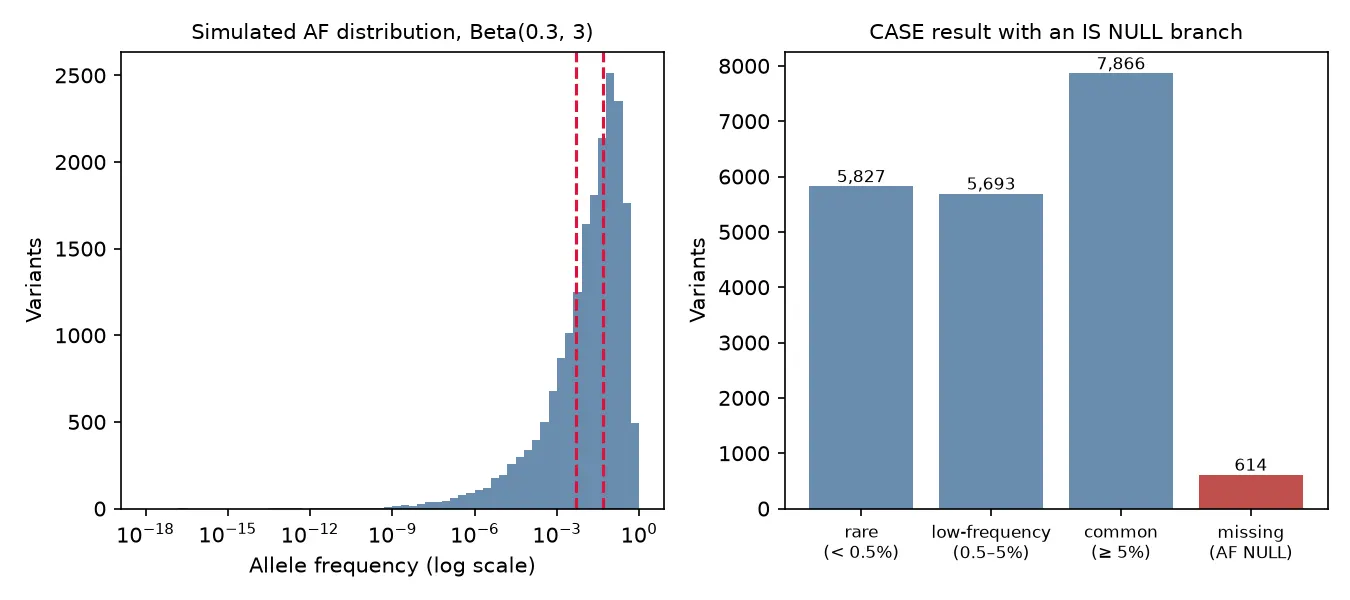 Simulated AF distribution, Beta(0.3, 3)
Variants
2500
2000
1500
1000
500
0
10⁻¹⁸ 10⁻¹⁵ 10⁻¹² 10⁻⁹ 10⁻⁶ 10⁻³ 10⁰
Allele frequency (log scale)
CASE result with an IS NULL branch
Variants
8000
7000
6000
5000
4000
3000
2000
1000
0
5,827
5,693
7,866
614
rare
(< 0.5%)
low-frequency
(0.5–5%)
common
(≥ 5%)
missing
(AF NULL)